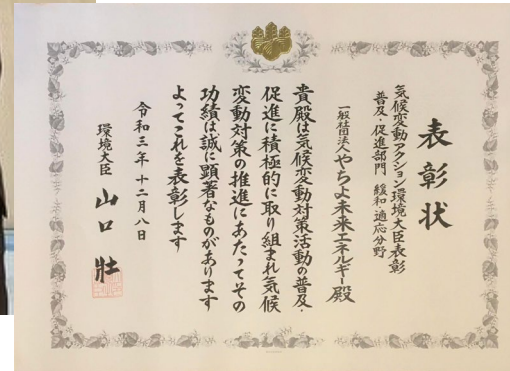 表彰状
気候変動アクション環境大臣表彰
普及・促進部門 緩和・適応分野
一般社団法人やちよ未来エネルギー殿
貴殿は気候変動対策活動の普及・
促進に積極的に取り組まれ気候
変動対策の推進にあたってその
功績は誠に顕著なものがあります
よってこれを表彰します
令和三年十二月八日
環境大臣 山口 壯